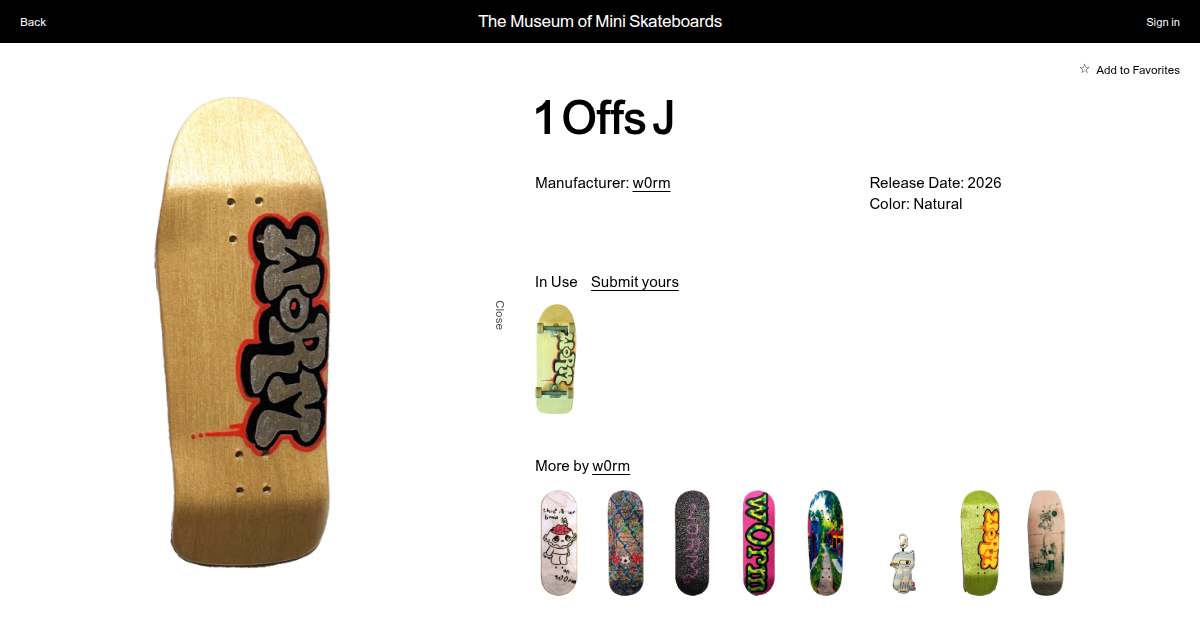 Back
The Museum of Mini Skateboards
Sign in
☆ Add to Favorites
1 Offs J
Manufacturer: w0rm
Release Date: 2026
Color: Natural
In Use Submit yours
Close
WORM
More by w0rm
w0rm